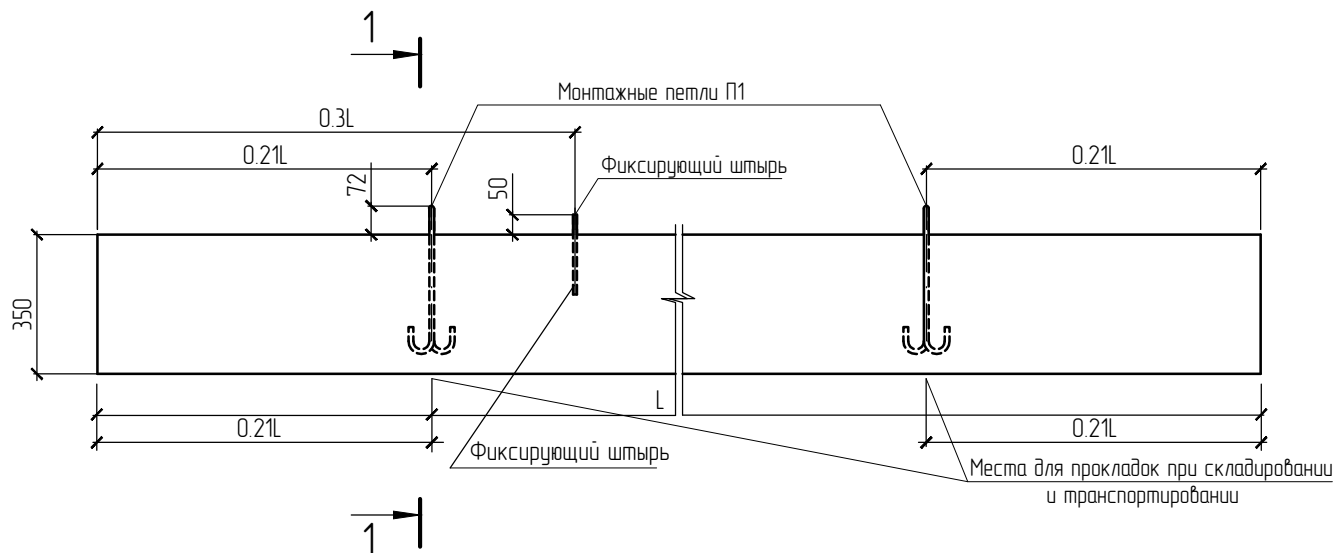 1
Монтажные петли П1
0.3L
0.21L
0.21L
Фиксирующий штырь
72
50
350
L
0.21L
0.21L
Фиксирующий штырь
Места для прокладок при складировании
и транспортировании
1